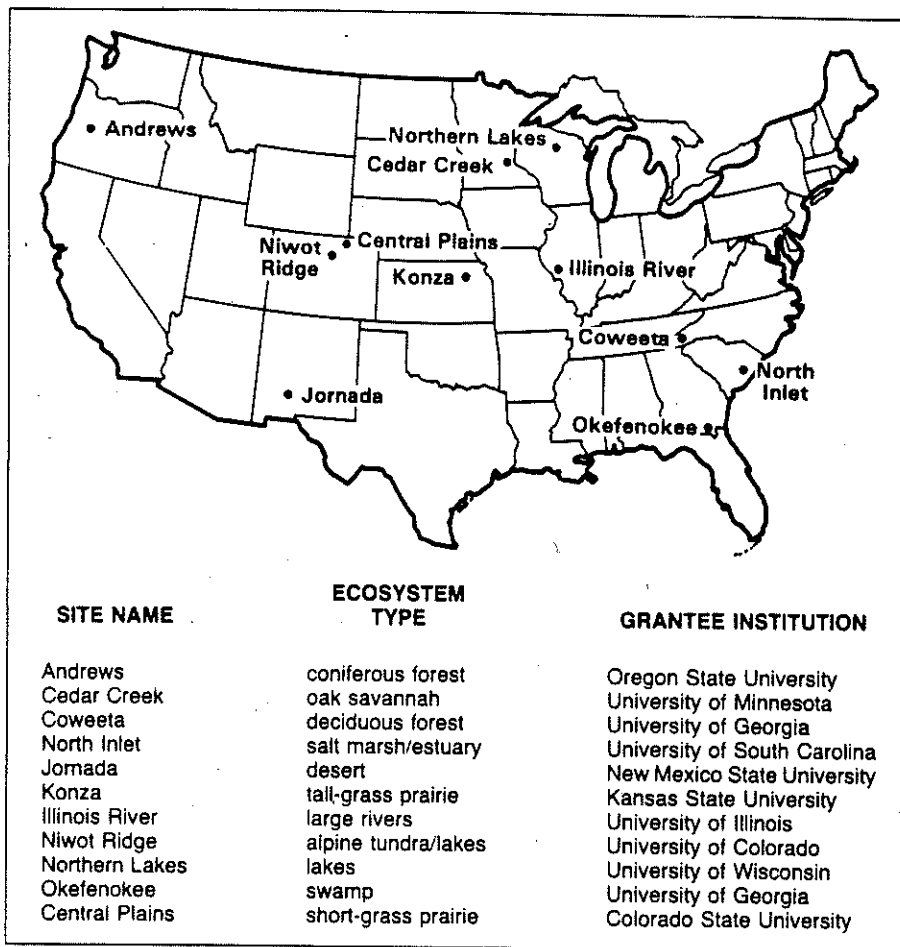 Andrews
Northern Lakes
Cedar Creek
Central Plains
Niwot
Ridge
Konza
Illinois River
Coweeta
North
Inlet
Jornada
Okefenokee
SITE NAME
ECOSYSTEM
TYPE
GRANTEE INSTITUTION
Andrews coniferous forest Oregon State University
Cedar Creek oak savannah University of Minnesota
Coweeta deciduous forest University of Georgia
North Inlet salt marsh/estuary University of South Carolina
Jornada desert New Mexico State University
Konza tall-grass prairie Kansas State University
Illinois River large rivers University of Illinois
Niwot Ridge alpine tundra/lakes University of Colorado
Northern Lakes lakes University of Wisconsin
Okefenokee swamp University of Georgia
Central Plains short-grass prairie Colorado State University